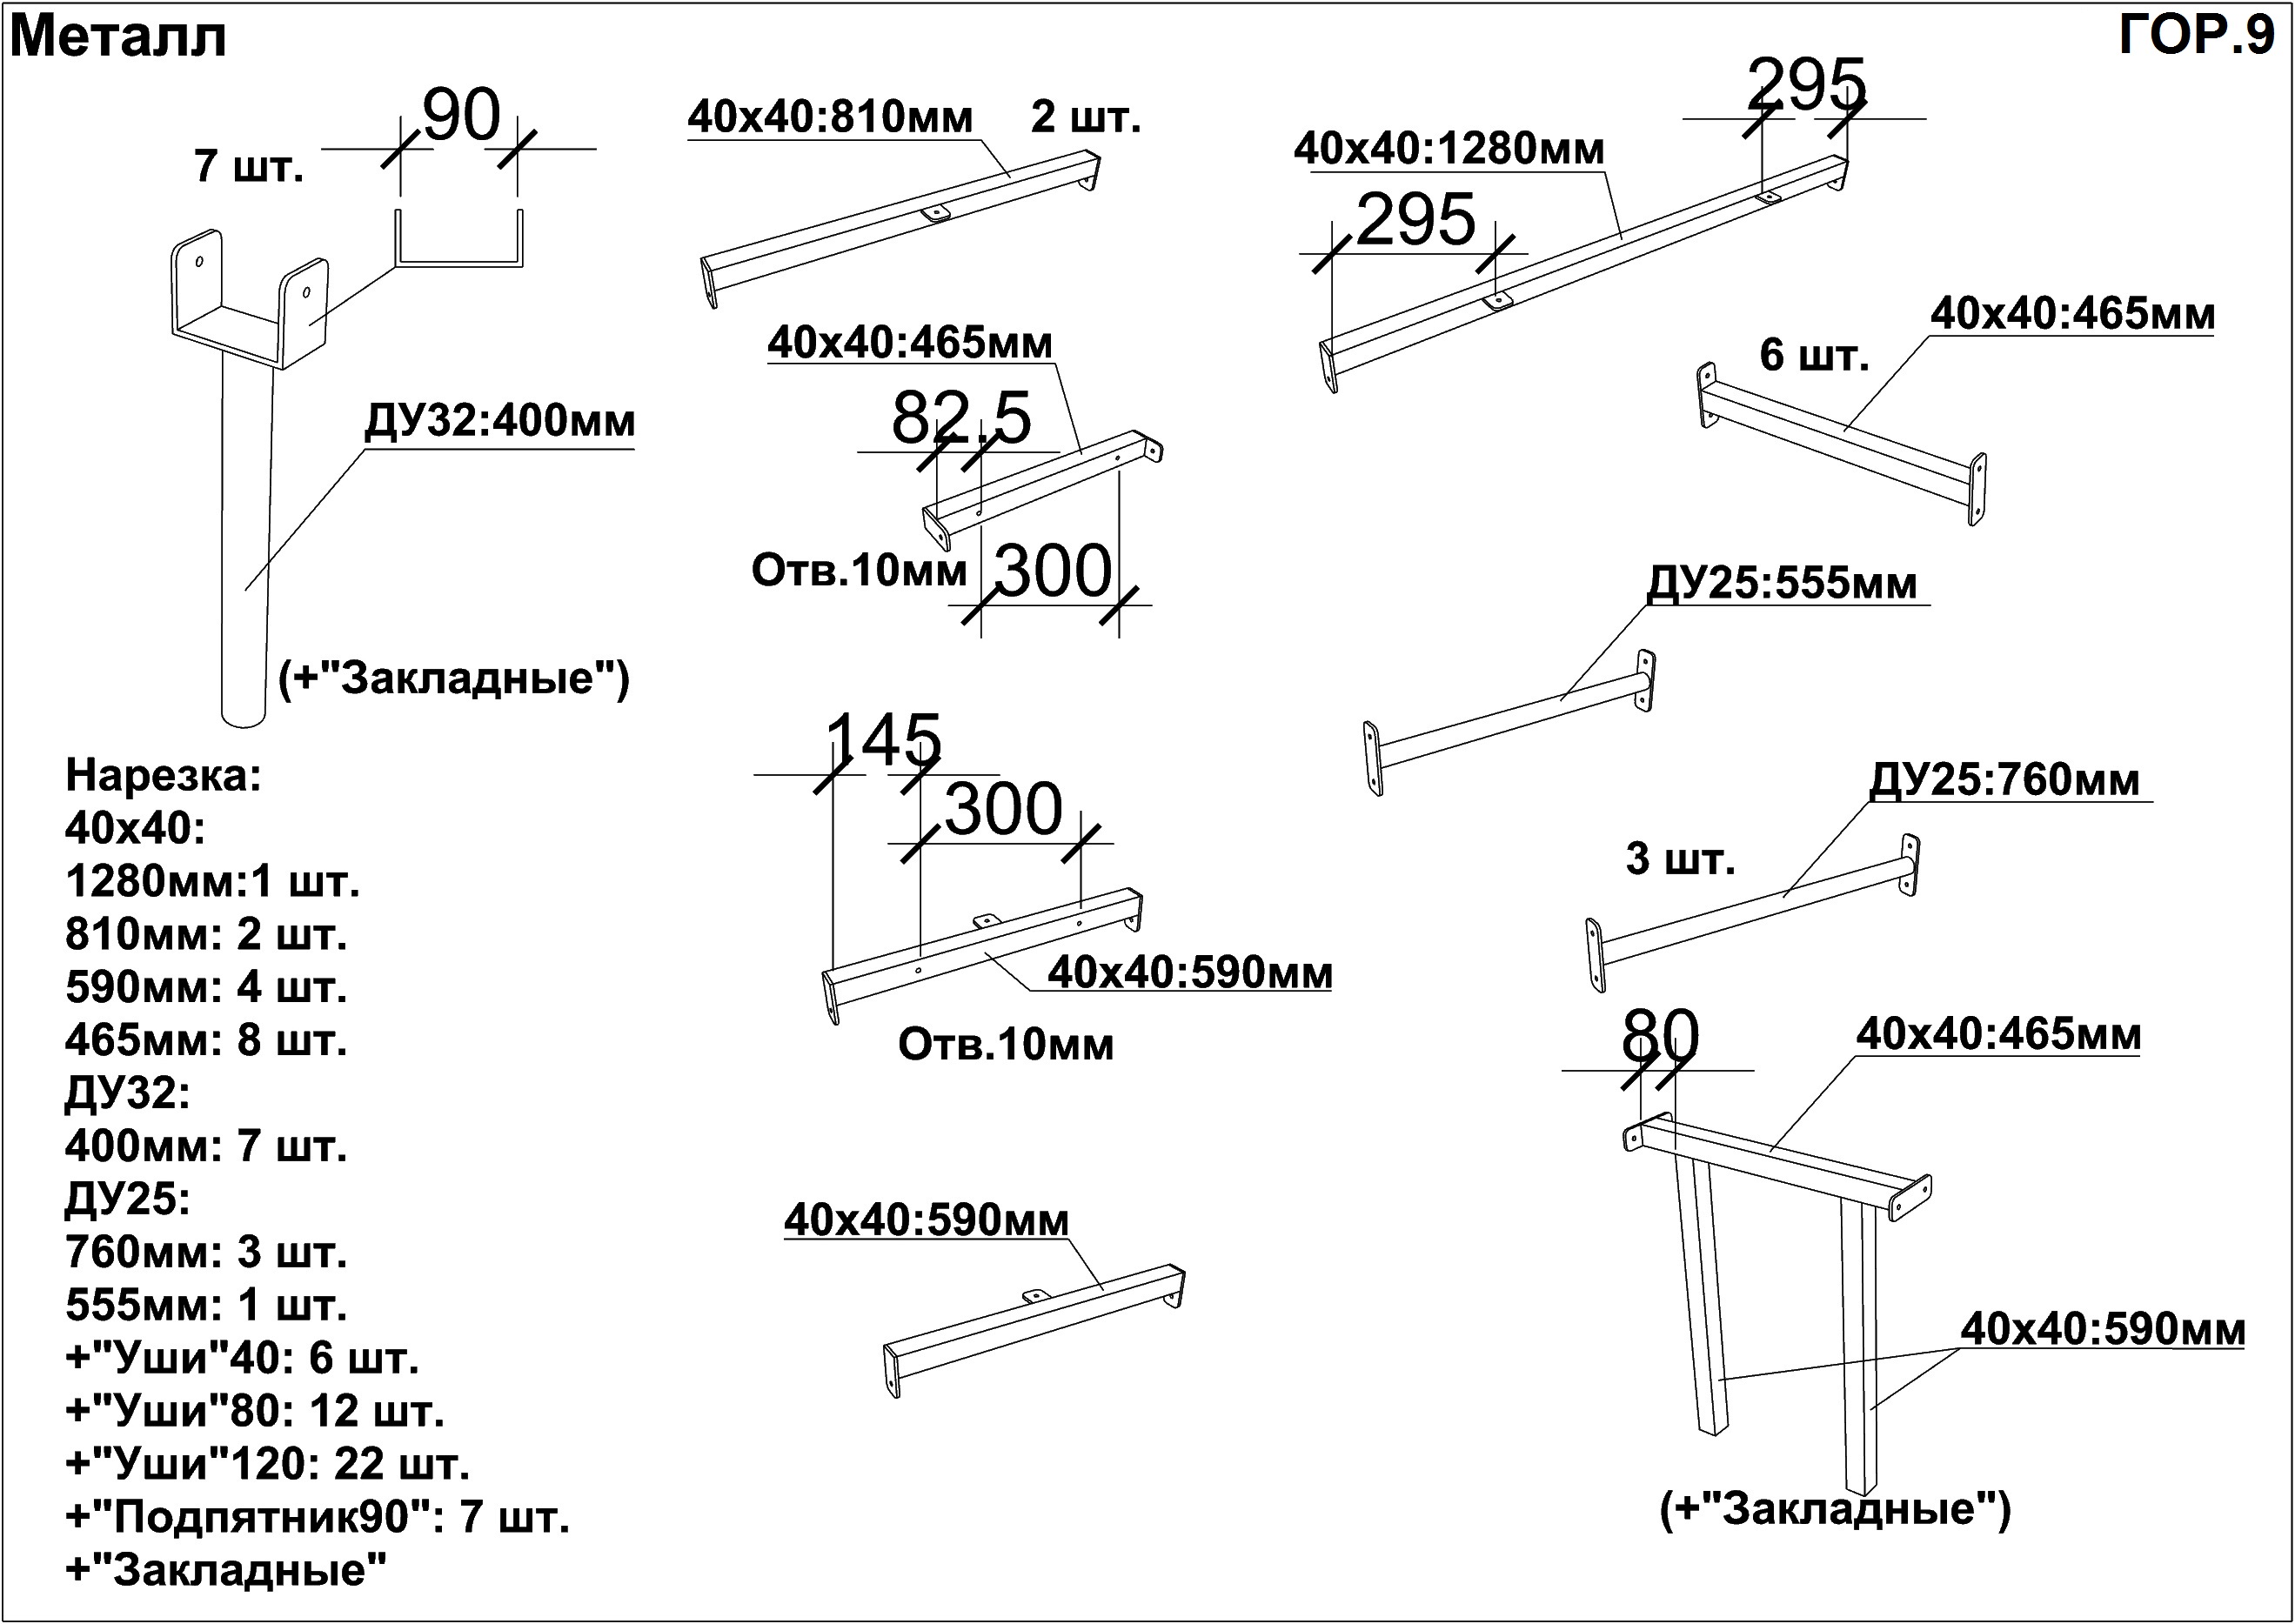 Металл
ГОР.9
90
7 шт.
ДУ32:400мм
(+"Закладные")
40х40:810мм
2 шт.
295
40х40:1280мм
295
40х40:465мм
82.5
300
Отв.10мм
40х40:465мм
6 шт.
ДУ25:555мм
145
300
40х40:590мм
Отв.10мм
ДУ25:760мм
3 шт.
80
40х40:465мм
40х40:590мм
(+"Закладные")
40х40:590мм
Нарезка:
40х40:
1280мм:1 шт.
810мм: 2 шт.
590мм: 4 шт.
465мм: 8 шт.
ДУ32:
400мм: 7 шт.
ДУ25:
760мм: 3 шт.
555мм: 1 шт.
+"Уши"40: 6 шт.
+"Уши"80: 12 шт.
+"Уши"120: 22 шт.
+"Подпятник90": 7 шт.
+"Закладные"